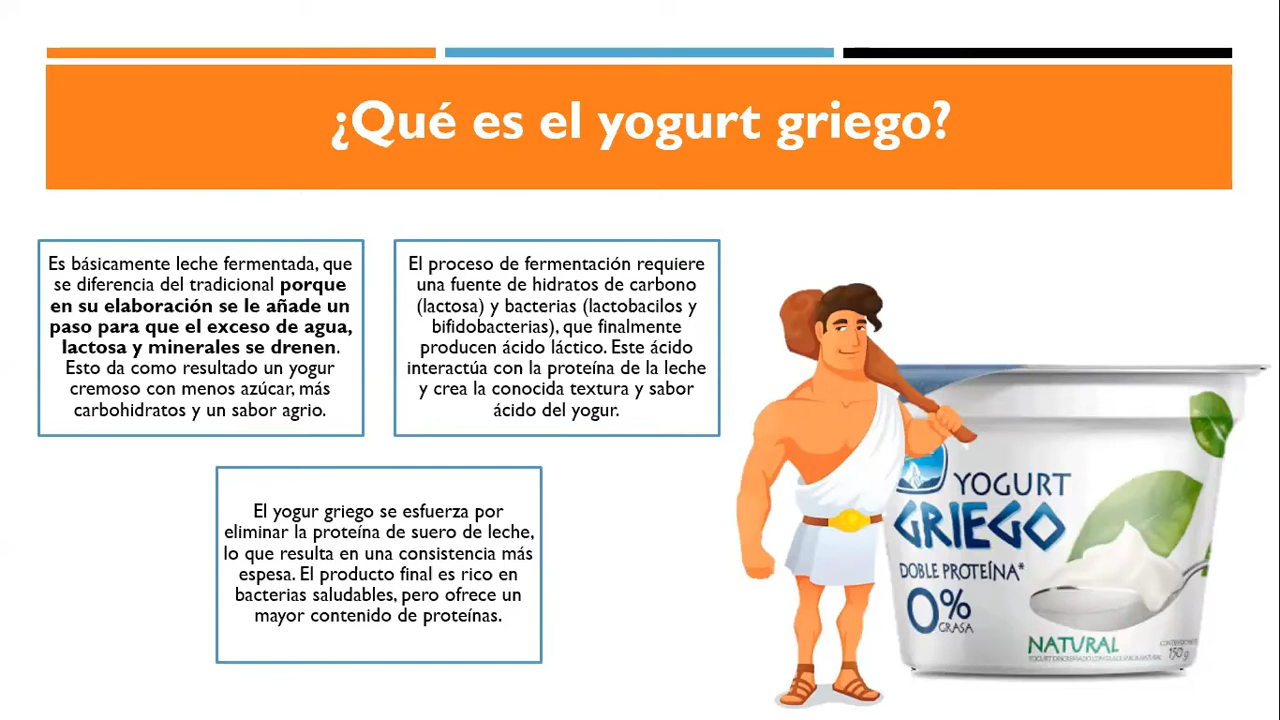 ¿Qué es el yogurt griego?
Es básicamente leche fermentada, que
se diferencia del tradicional porque
en su elaboración se le añade un
paso para que el exceso de agua,
lactosa y minerales se drenen.
Esto da como resultado un yogur
cremoso con menos azúcar, más
carbohidratos y un sabor agrio.
El proceso de fermentación requiere
una fuente de hidratos de carbono
(lactosa) y bacterias (lactobacilos y
bifidobacterias), que finalmente
producen ácido láctico. Este ácido
interactúa con la proteína de la leche
y crea la conocida textura y sabor
ácido del yogur.
El yogur griego se esfuerza por
eliminar la proteína de suero de leche,
lo que resulta en una consistencia más
espesa. El producto final es rico en
bacterias saludables, pero ofrece un
mayor contenido de proteínas.
YOGURT
GRIEGO
DOBLE PROTEÍNA*
0%
GRASA
NATURAL
150 g